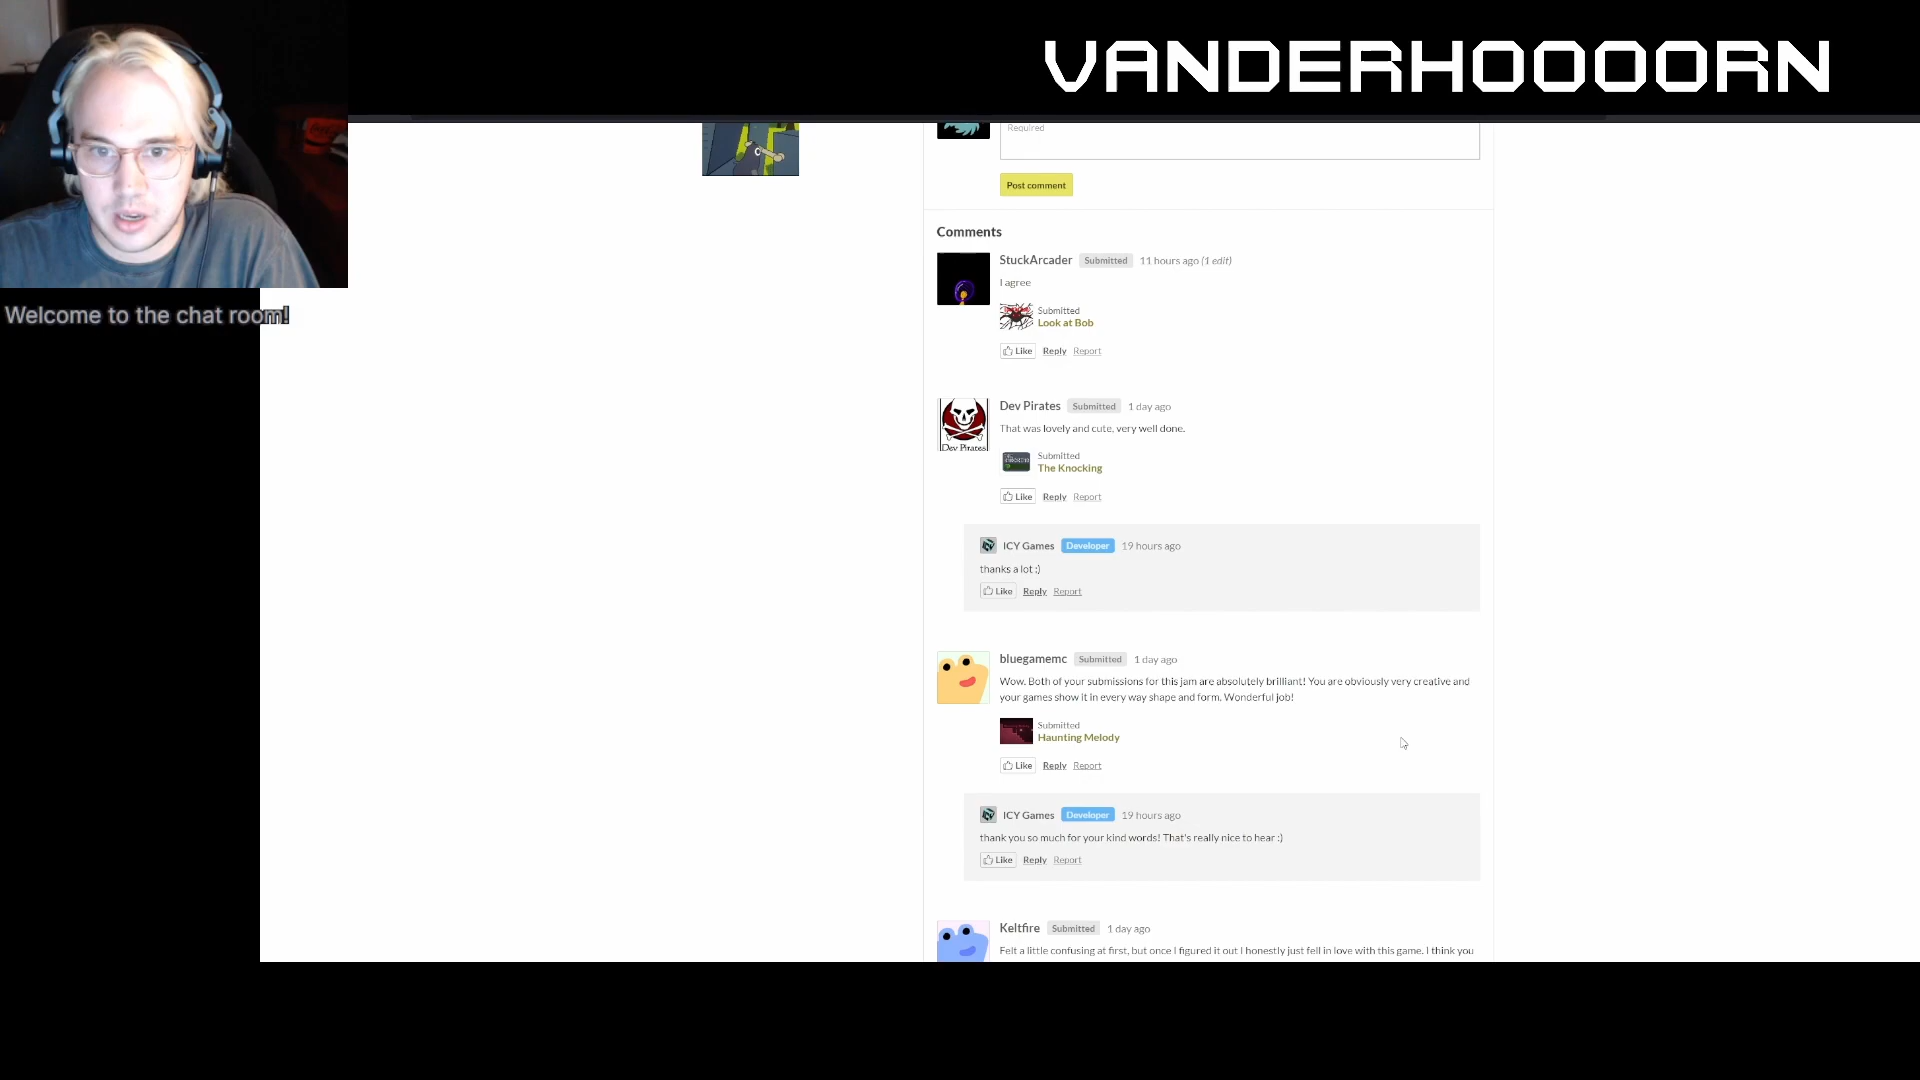 VANDERHOOOORN
Required
Post comment
Welcome to the chat room!
Comments
StuckArcader Submitted 11 hours ago (1 edit)
I agree
Submitted
Look at Bob
Like Reply Report
Dev Pirates Submitted 1 day ago
Dev Pirates
That was lovely and cute, very well done.
Submitted
The Knocking
Like Reply Report
ICY Games Developer 19 hours ago
thanks a lot :)
Like Reply Report
bluegamemc Submitted 1 day ago
Wow. Both of your submissions for this jam are absolutely brilliant! You are obviously very creative and
your games show it in every way shape and form. Wonderful job!
Submitted
Haunting Melody
Like Reply Report
ICY Games Developer 19 hours ago
thank you so much for your kind words! That's really nice to hear :)
Like Reply Report
Keltfire Submitted 1 day ago
Felt a little confusing at first, but once I figured it out I honestly just fell in love with this game. I think you